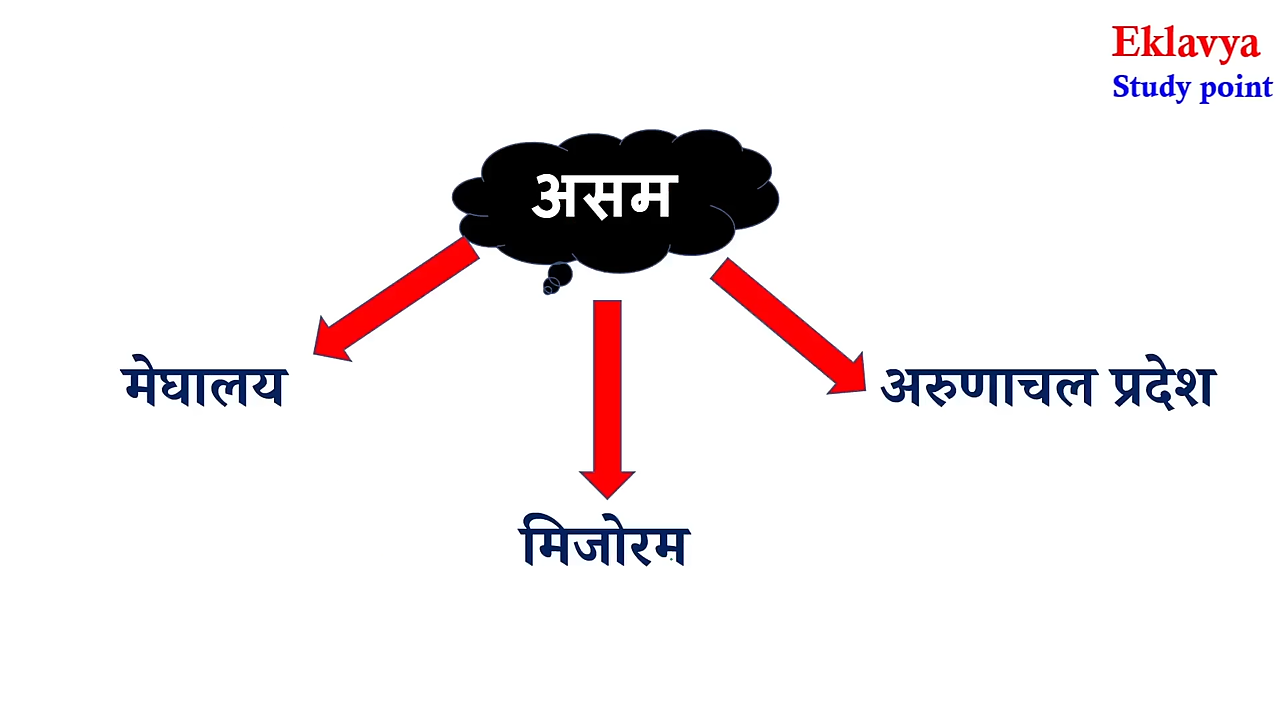 Eklavya
Study point
असम
मेघालय
अरुणाचल प्रदेश
मिजोरम